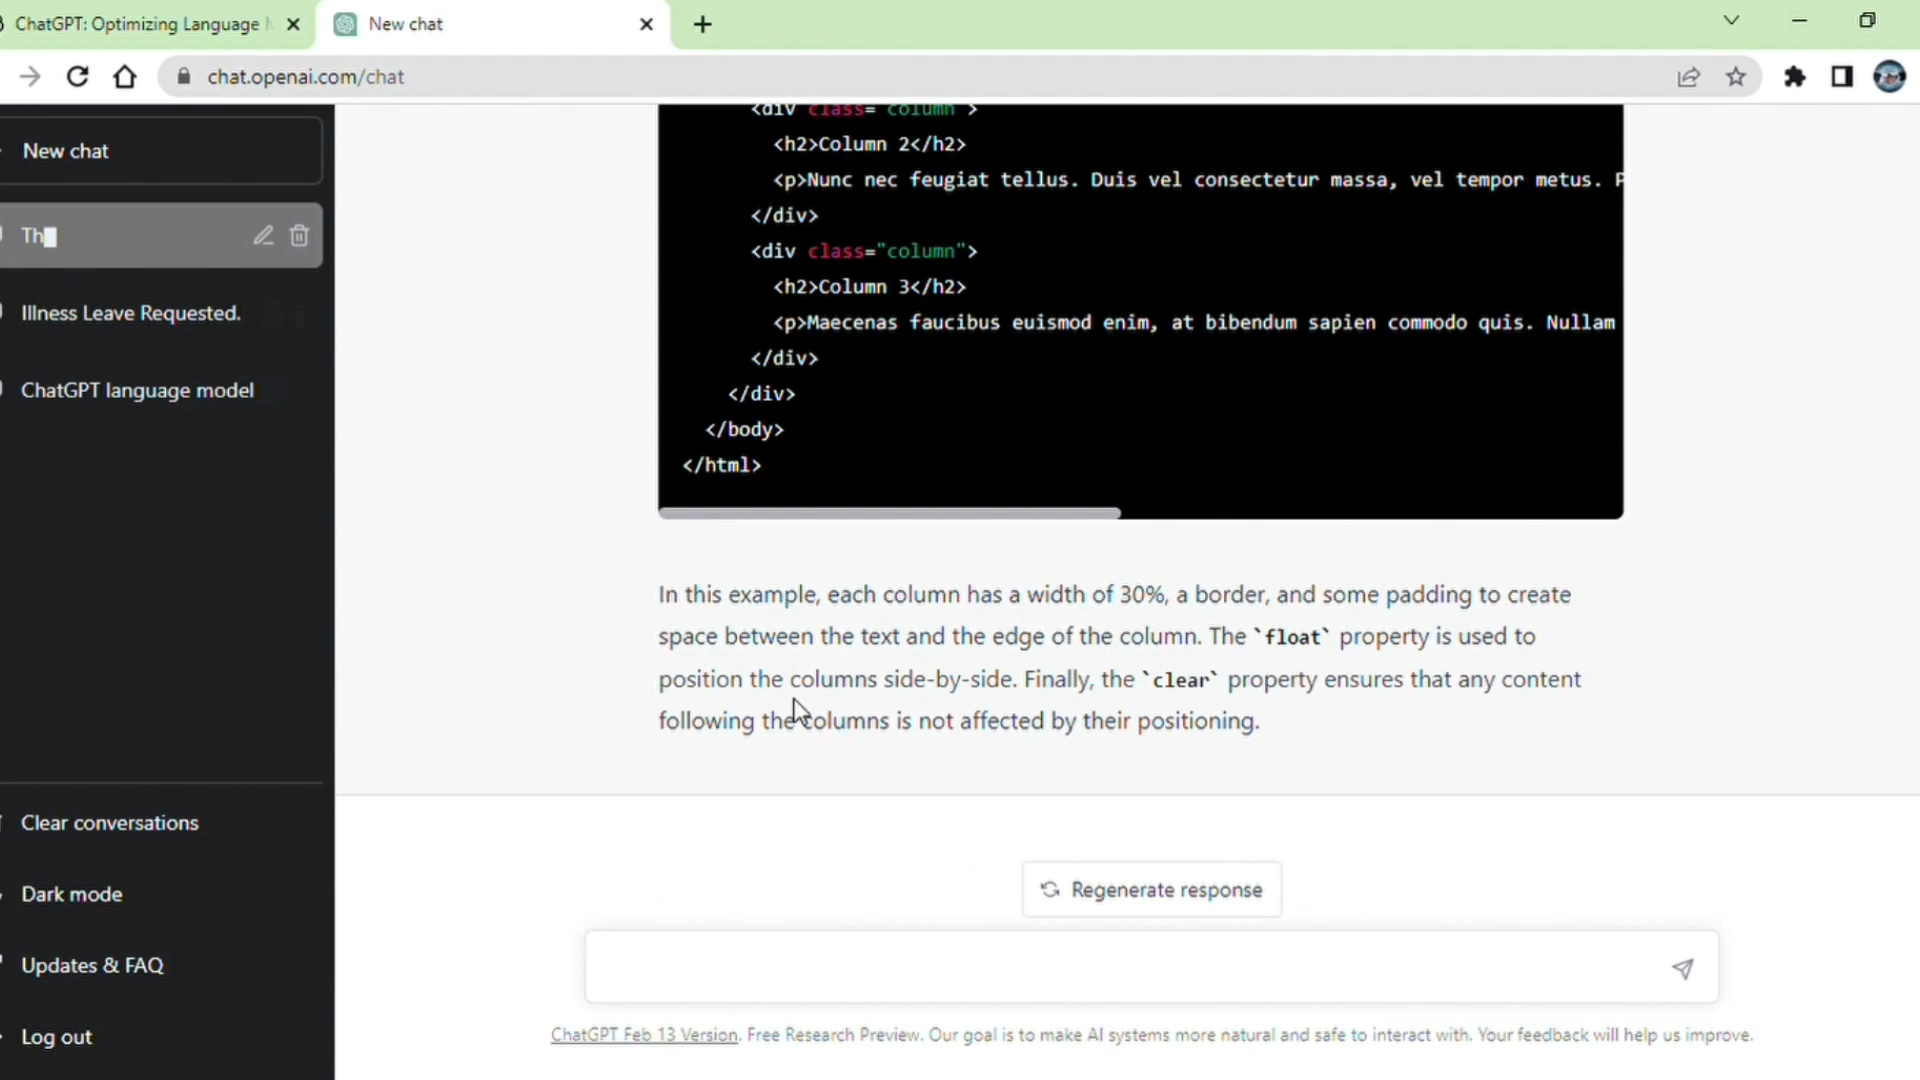 ChatGPT: Optimizing Language
New chat
chat.openai.com/chat
New chat
Th
Illness Leave Requested.
ChatGPT language model
Clear conversations
Dark mode
Updates & FAQ
Log out
<div class="column">
<h2>Column 2</h2>
<p>Nunc nec feugiat tellus. Duis vel consectetur massa, vel tempor metus. P
</div>
<div class="column">
<h2>Column 3</h2>
<p>Maecenas faucibus euismod enim, at bibendum sapien commodo quis. Nullam
</div>
</div>
</body>
</html>
In this example, each column has a width of 30%, a border, and some padding to create
space between the text and the edge of the column. The `float` property is used to
position the columns side-by-side. Finally, the `clear` property ensures that any content
following the columns is not affected by their positioning.
Regenerate response
ChatGPT Feb 13 Version. Free Research Preview. Our goal is to make AI systems more natural and safe to interact with. Your feedback will help us improve.